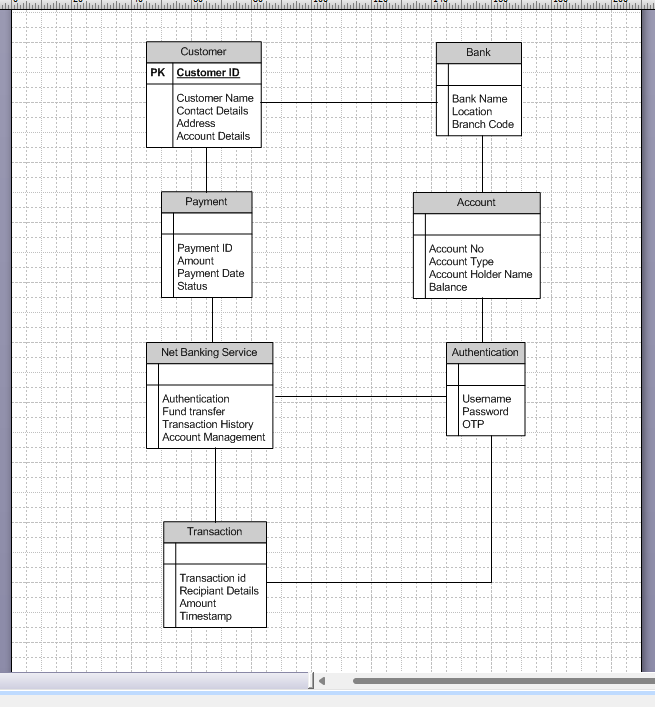 Customer
PK Customer ID
Customer Name
Contact Details
Address
Account Details
Bank
Bank Name
Location
Branch Code
Payment
Payment ID
Amount
Payment Date
Status
Account
Account No
Account Type
Account Holder Name
Balance
Net Banking Service
Authentication
Fund transfer
Transaction History
Account Management
Authentication
Username
Password
OTP
Transaction
Transaction id
Recipiant Details
Amount
Timestamp